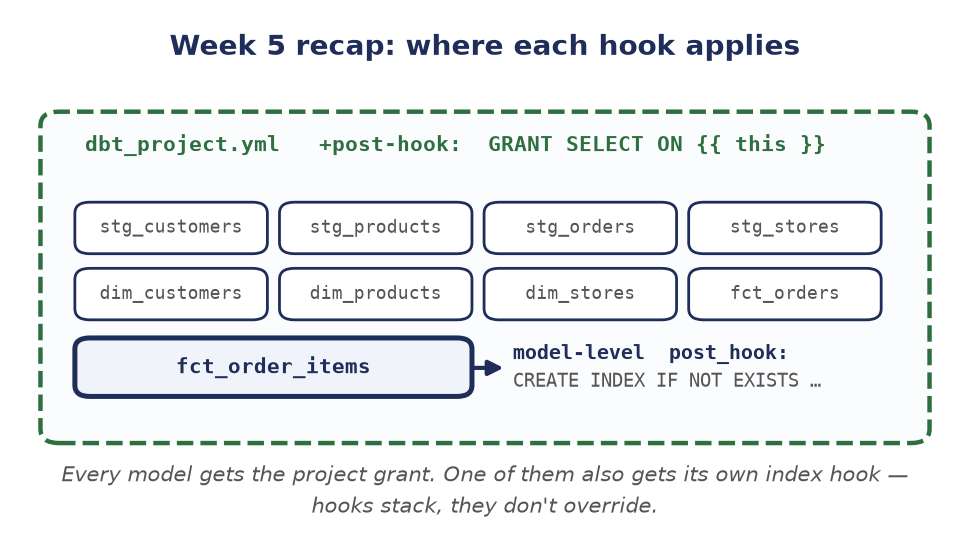 Week 5 recap: where each hook applies
dbt_project.yml +post-hook: GRANT SELECT ON {{ this }}
stg_customers stg_products stg_orders stg_stores
dim_customers dim_products dim_stores fct_orders
fct_order_items
model-level post_hook:
CREATE INDEX IF NOT EXISTS …
Every model gets the project grant. One of them also gets its own index hook —
hooks stack, they don't override.